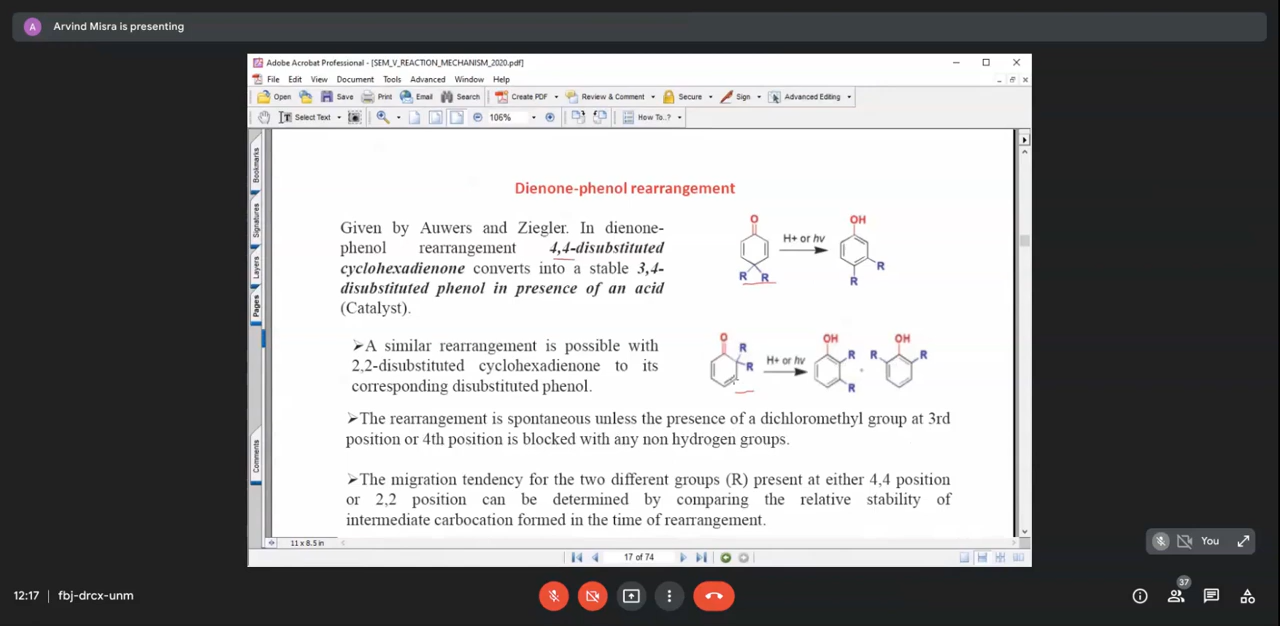 A Arvind Misra is presenting
Adobe Acrobat Professional - [SEM_V_REACTION_MECHANISM_2020.pdf]
File Edit View Document Tools Advanced Window Help
Open Save Print Email Search Create PDF Review & Comment Secure Sign Advanced Editing
Select Text 106% How To..?
Bookmarks
Signatures
Layers
Pages
Comments
Dienone-phenol rearrangement
Given by Auwers and Ziegler. In dienone-
phenol rearrangement 4,4-disubstituted
cyclohexadienone converts into a stable 3,4-
disubstituted phenol in presence of an acid
(Catalyst).
O OH
H+ or hv
R R R
R
➢A similar rearrangement is possible with
2,2-disubstituted cyclohexadienone to its
corresponding disubstituted phenol.
O OH OH
R R R R
R H+ or hv
R
➢The rearrangement is spontaneous unless the presence of a dichloromethyl group at 3rd
position or 4th position is blocked with any non hydrogen groups.
➢The migration tendency for the two different groups (R) present at either 4,4 position
or 2,2 position can be determined by comparing the relative stability of
intermediate carbocation formed in the time of rearrangement.
11 x 8.5 in
17 of 74
You
12:17 | fbj-drcx-unm
37